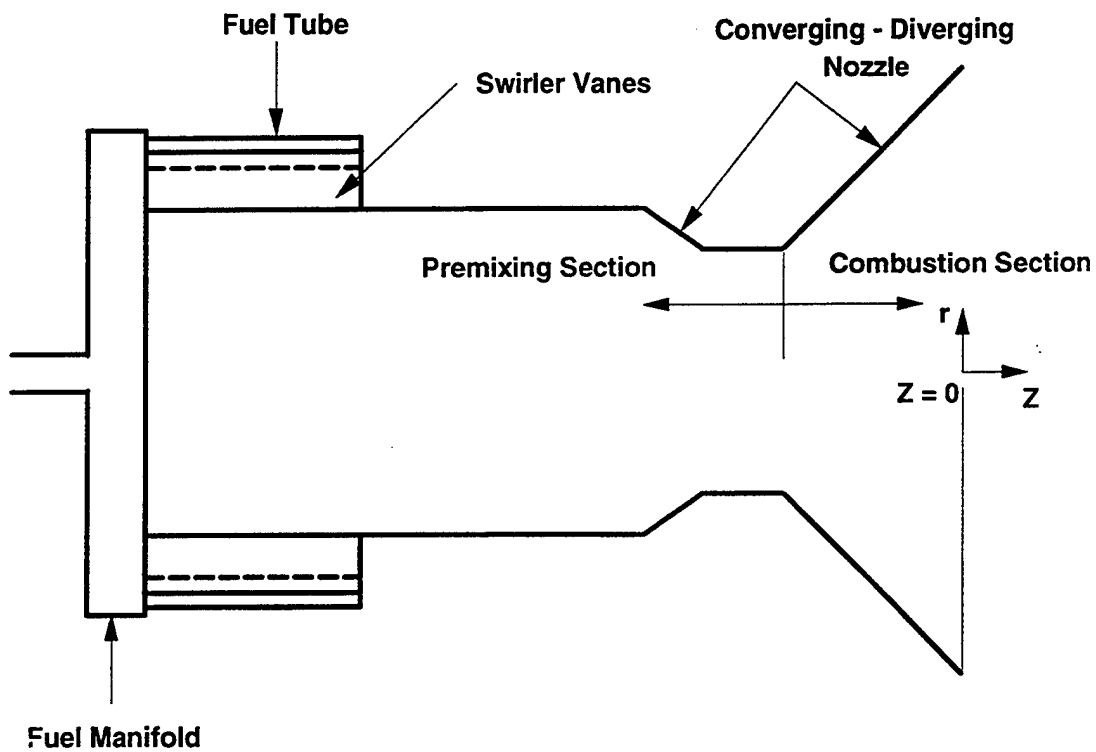 Fuel Tube
Converging - Diverging
Nozzle
Swirler Vanes
Premixing Section
Combustion Section
r
Z = 0
Z
Fuel Manifold